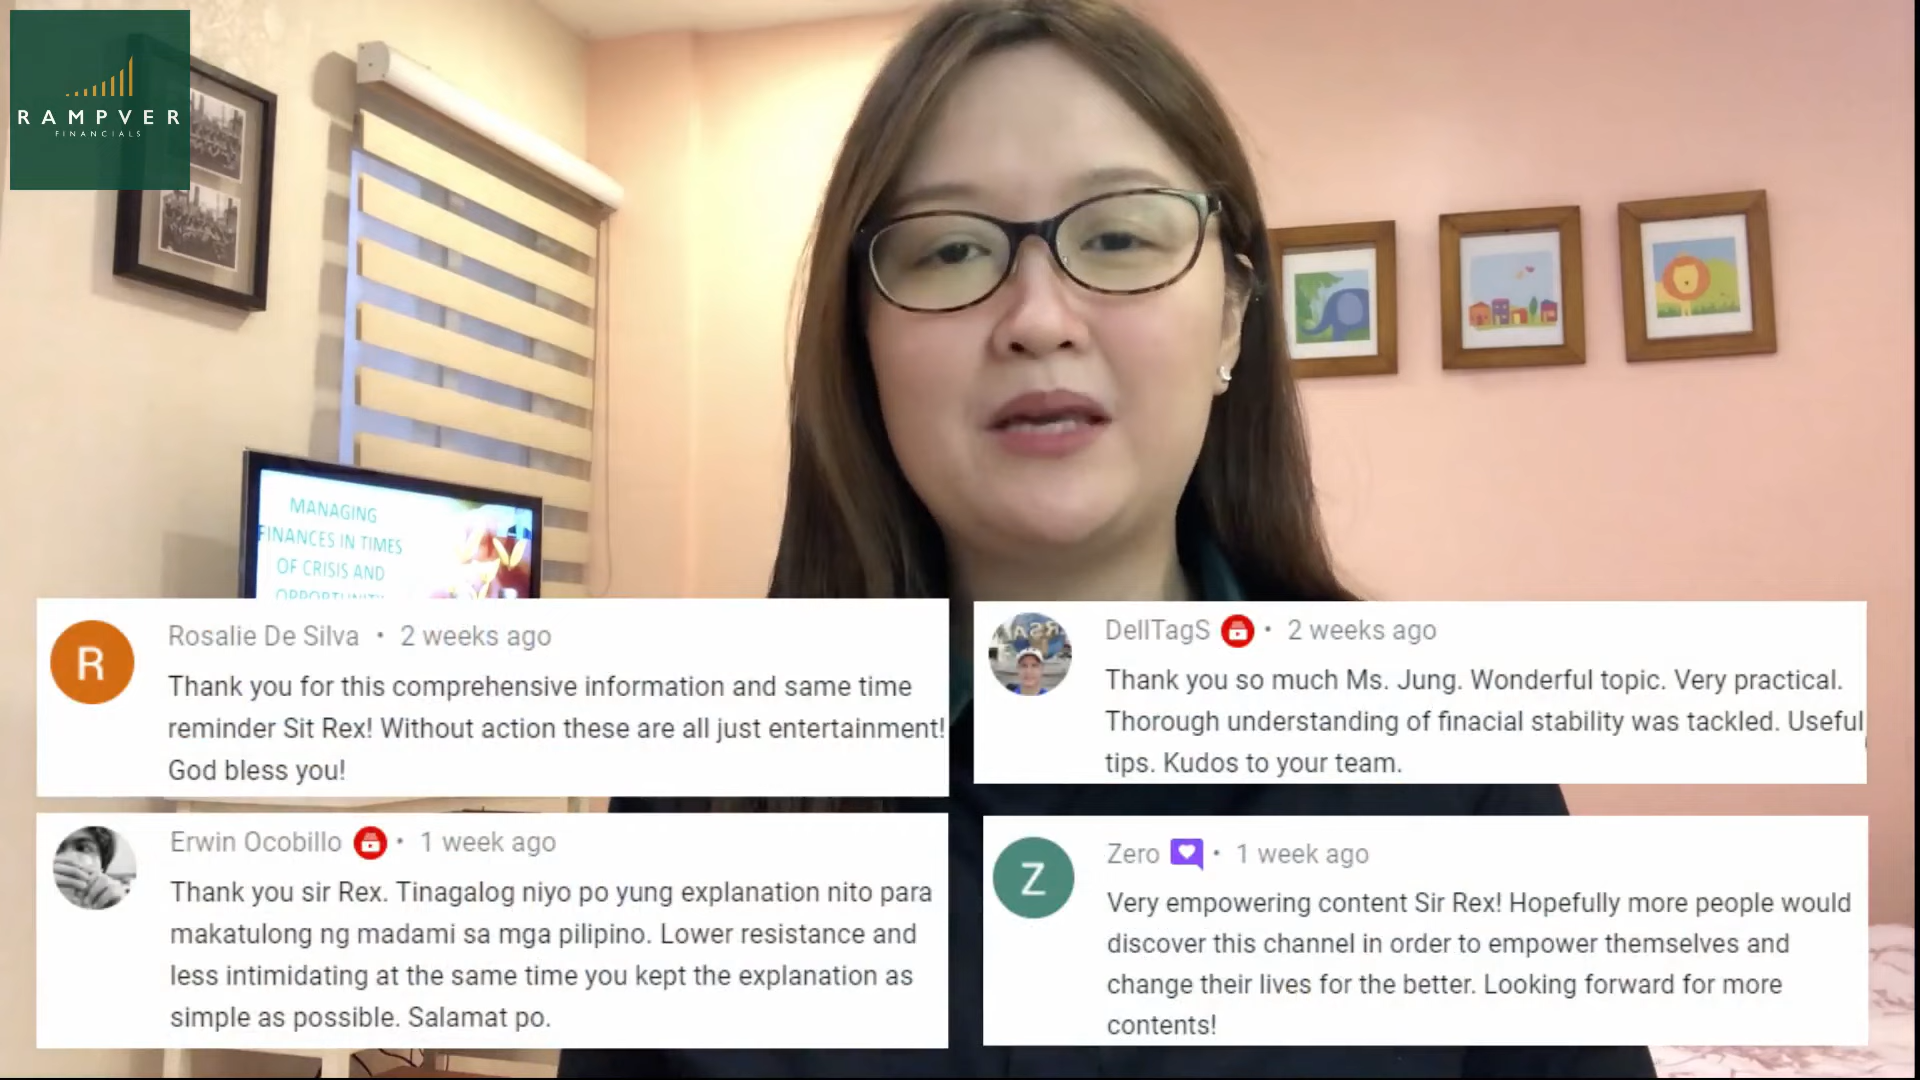 RAMPVER
FINANCIALS
MANAGING
FINANCES IN TIMES
OF CRISIS AND
OPPORTUNITY
Rosalie De Silva • 2 weeks ago
Thank you for this comprehensive information and same time
reminder Sit Rex! Without action these are all just entertainment!
God bless you!
DellTagS • 2 weeks ago
Thank you so much Ms. Jung. Wonderful topic. Very practical.
Thorough understanding of finacial stability was tackled. Useful
tips. Kudos to your team.
Erwin Ocobillo • 1 week ago
Thank you sir Rex. Tinagalog niyo po yung explanation nito para
makatulong ng madami sa mga pilipino. Lower resistance and
less intimidating at the same time you kept the explanation as
simple as possible. Salamat po.
Zero • 1 week ago
Very empowering content Sir Rex! Hopefully more people would
discover this channel in order to empower themselves and
change their lives for the better. Looking forward for more
contents!
R
Z